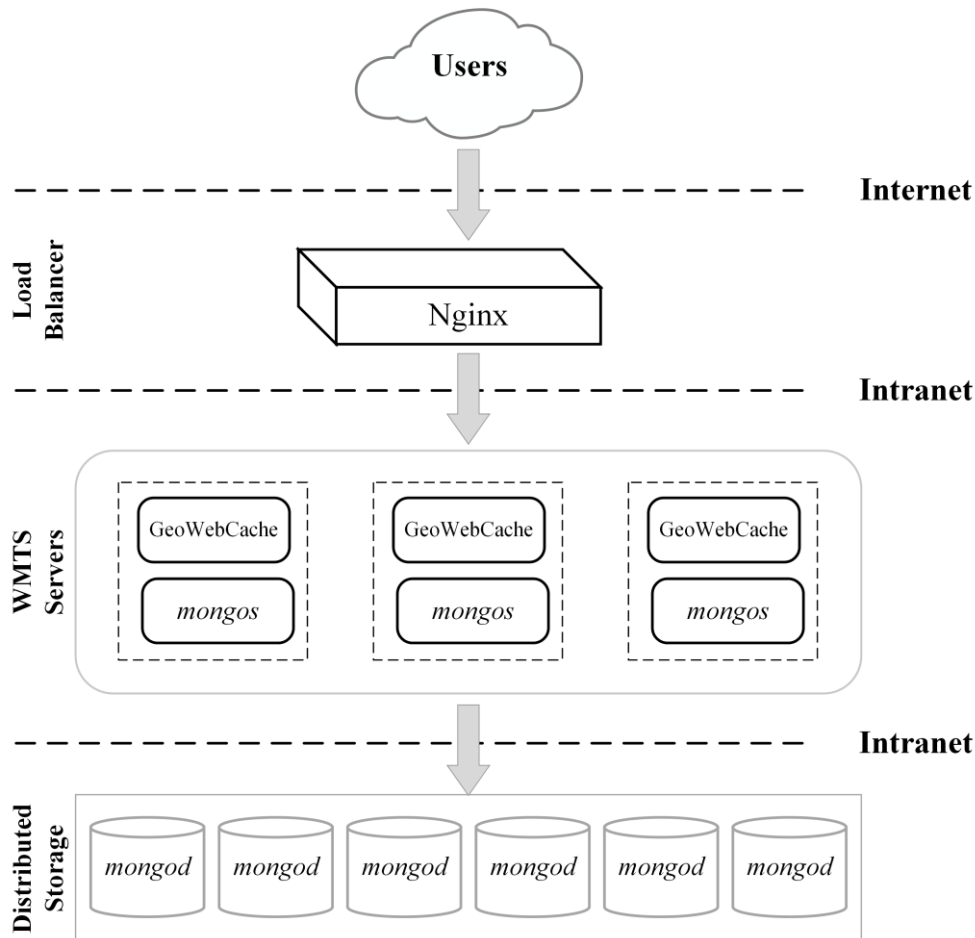 Users
Internet
Load
Balancer
Nginx
Intranet
WMTS
Servers
GeoWebCache
GeoWebCache
GeoWebCache
mongos
mongos
mongos
Intranet
Distributed
Storage
mongod
mongod
mongod
mongod
mongod
mongod